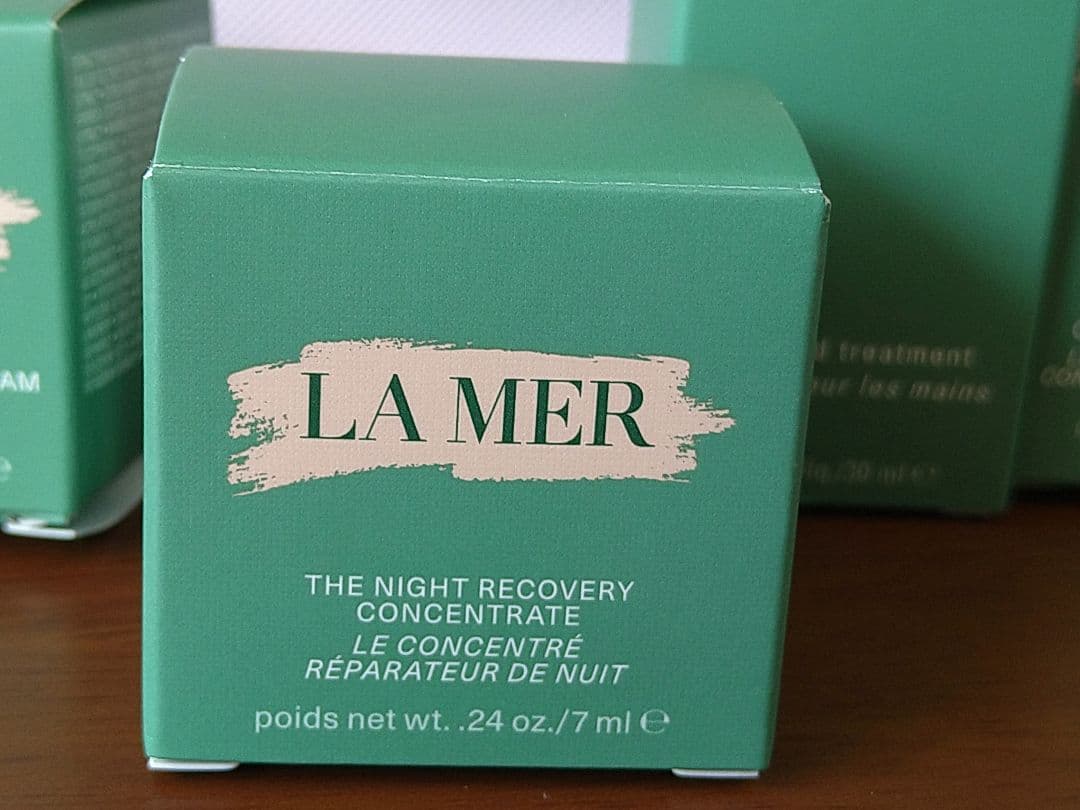 LA MER
THE NIGHT RECOVERY
CONCENTRATE
LE CONCENTRÉ
RÉPARATEUR DE NUIT
poids net wt. .24 oz./7 ml ℮
AM
treatment
les mains